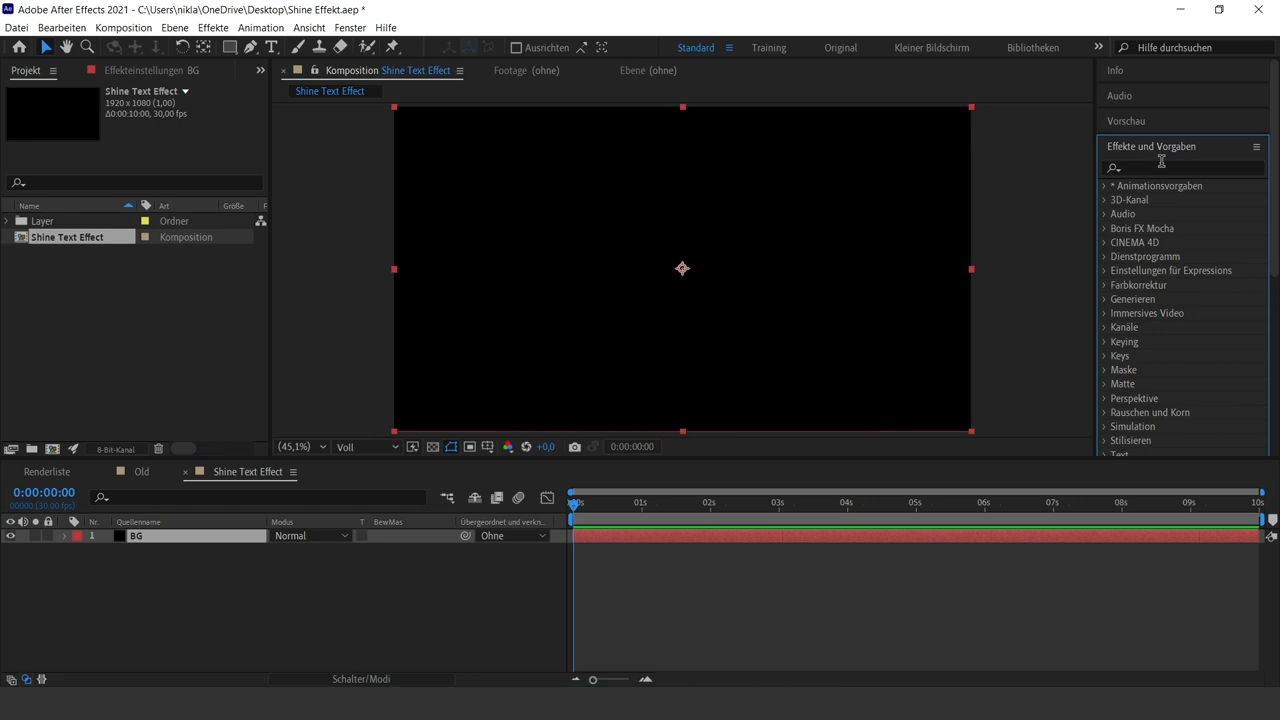 Adobe After Effects 2021 - C:\Users\nikla\OneDrive\Desktop\Shine Effekt.aep *
Datei Bearbeiten Komposition Ebene Effekte Animation Ansicht Fenster Hilfe
Ausrichten Standard Training Original Kleiner Bildschirm Bibliotheken Hilfe durchsuchen
Projekt Effekteinstellungen BG
Komposition Shine Text Effect Footage (ohne) Ebene (ohne)
Shine Text Effect
1920 x 1080 (1,00)
Δ0:00:10:00, 30,00 fps
Shine Text Effect
Name Art Größe F
Layer Ordner
Shine Text Effect Komposition
8-Bit-Kanal
(45,1%) Voll +0,0 0:00:00:00
Info
Audio
Vorschau
Effekte und Vorgaben
* Animationsvorgaben
3D-Kanal
Audio
Boris FX Mocha
CINEMA 4D
Dienstprogramm
Einstellungen für Expressions
Farbkorrektur
Generieren
Immersives Video
Kanäle
Keying
Keys
Maske
Matte
Perspektive
Rauschen und Korn
Simulation
Stilisieren
Text
Renderliste Old Shine Text Effect
0:00:00:00
00000 (30.00 fps)
Nr. Quellenname Modus T BewMas Übergeordnet und verkn...
1 BG Normal Ohne
01s 02s 03s 04s 05s 06s 07s 08s 09s 10s
Schalter/Modi